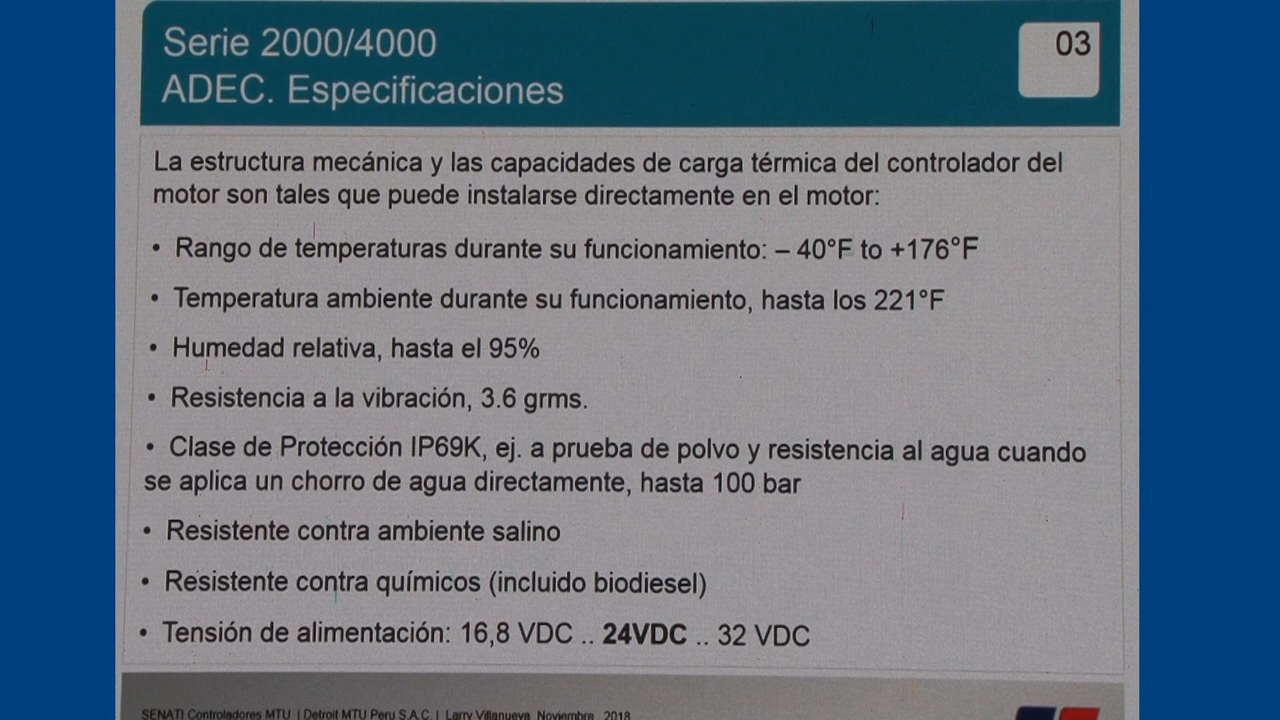 Serie 2000/4000
03
ADEC. Especificaciones
La estructura mecánica y las capacidades de carga térmica del controlador del
motor son tales que puede instalarse directamente en el motor:
• Rango de temperaturas durante su funcionamiento: – 40°F to +176°F
• Temperatura ambiente durante su funcionamiento, hasta los 221°F
• Humedad relativa, hasta el 95%
• Resistencia a la vibración, 3.6 grms.
• Clase de Protección IP69K, ej. a prueba de polvo y resistencia al agua cuando
se aplica un chorro de agua directamente, hasta 100 bar
• Resistente contra ambiente salino
• Resistente contra químicos (incluido biodiesel)
• Tensión de alimentación: 16,8 VDC .. 24VDC .. 32 VDC
SENATI Controladores MTU | Detroit MTU Peru S.A.C. | Larry Villanueva Noviembre 2018